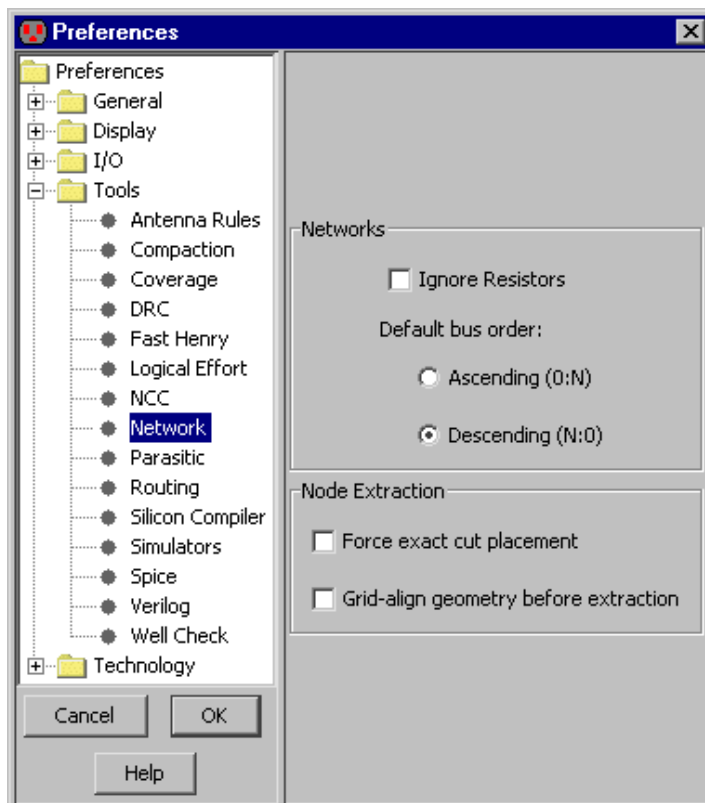 Preferences
Preferences
General
Display
I/O
Tools
Antenna Rules
Compaction
Coverage
DRC
Fast Henry
Logical Effort
NCC
Network
Parasitic
Routing
Silicon Compiler
Simulators
Spice
Verilog
Well Check
Technology
Cancel
OK
Help
Networks
Ignore Resistors
Default bus order:
Ascending (0:N)
Descending (N:0)
Node Extraction
Force exact cut placement
Grid-align geometry before extraction